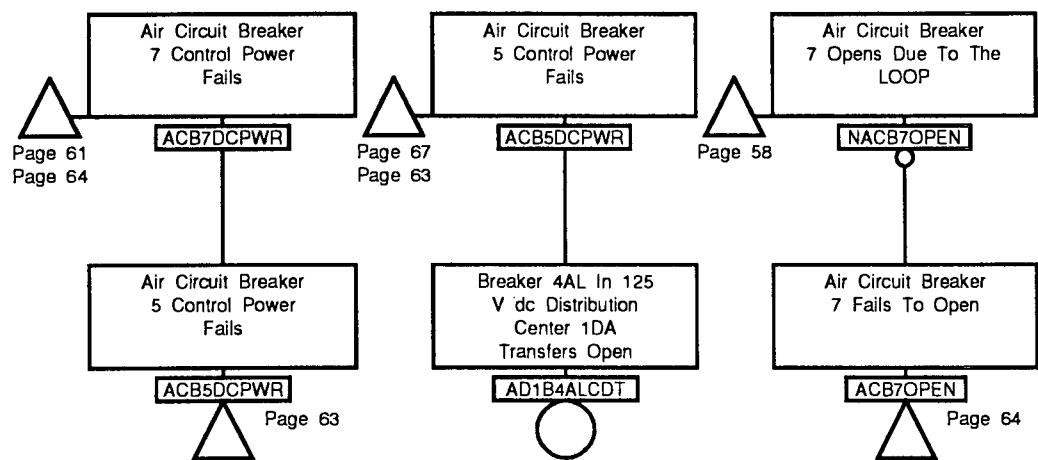 Air Circuit Breaker
7 Control Power
Fails
ACB7DCPWR
Page 61
Page 64
Air Circuit Breaker
5 Control Power
Fails
ACB5DCPWR
Page 63
Air Circuit Breaker
5 Control Power
Fails
ACB5DCPWR
Page 67
Page 63
Breaker 4AL In 125
V dc Distribution
Center 1DA
Transfers Open
AD1B4ALCDT
Air Circuit Breaker
7 Opens Due To The
LOOP
NACB7OPEN
Page 58
Air Circuit Breaker
7 Fails To Open
ACB7OPEN
Page 64